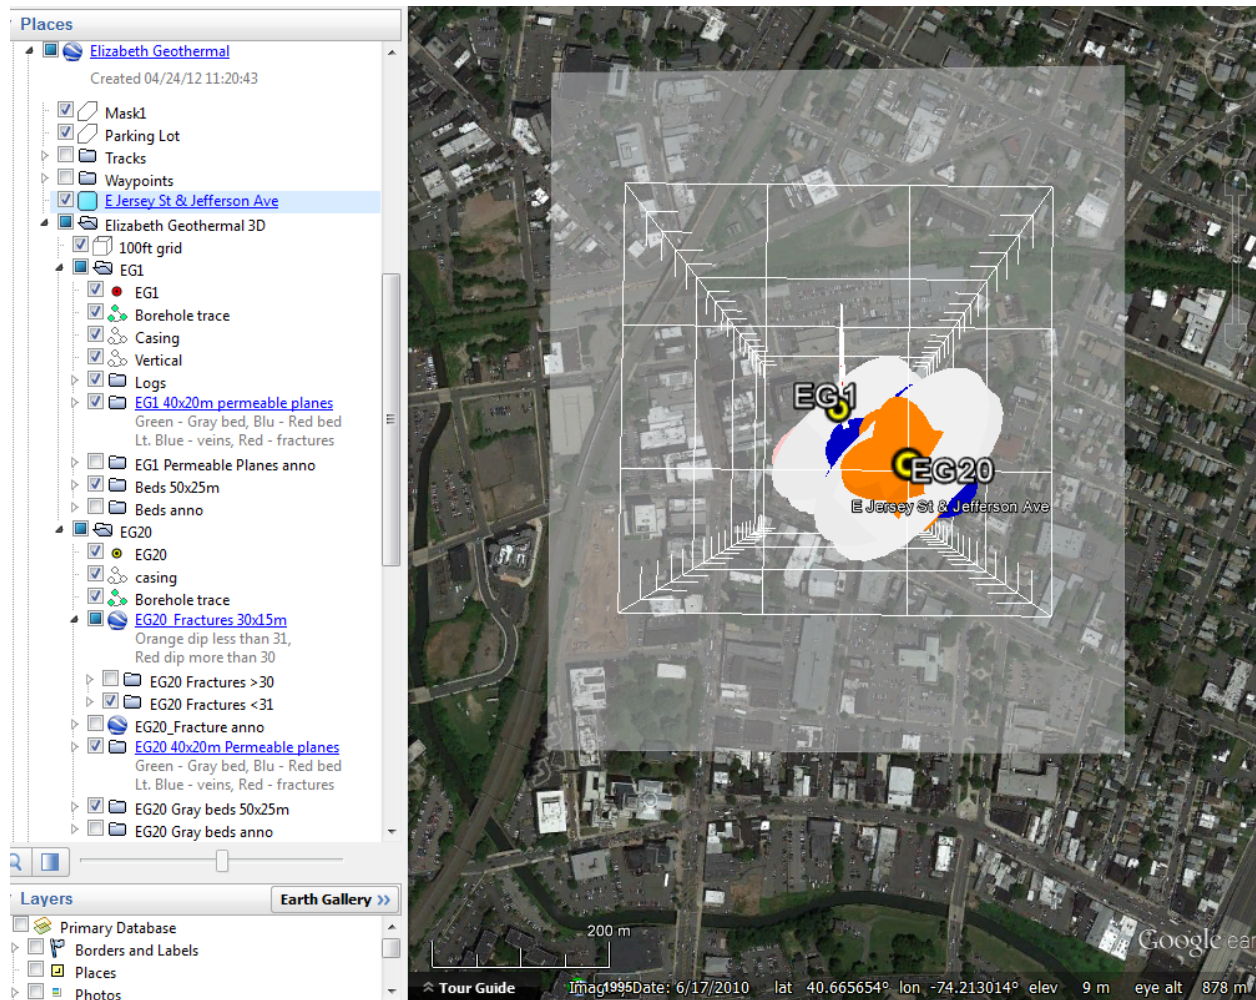 Places
Elizabeth Geothermal
Created 04/24/12 11:20:43
Mask1
Parking Lot
Tracks
Waypoints
E Jersey St & Jefferson Ave
Elizabeth Geothermal 3D
100ft grid
EG1
EG1
Borehole trace
Casing
Vertical
Logs
EG1 40x20m permeable planes
Green - Gray bed, Blu - Red bed
Lt. Blue - veins, Red - fractures
EG1 Permeable Planes anno
Beds 50x25m
Beds anno
EG20
EG20
casing
Borehole trace
EG20_Fractures 30x15m
Orange dip less than 31,
Red dip more than 30
EG20 Fractures >30
EG20 Fractures <31
EG20_Fracture anno
EG20 40x20m Permeable planes
Green - Gray bed, Blu - Red bed
Lt. Blue - veins, Red - fractures
EG20 Gray beds 50x25m
EG20 Gray beds anno
Layers
Earth Gallery >>
Primary Database
Borders and Labels
Places
Photos
EG1
EG20
E Jersey St & Jefferson Ave
200 m
Google ear
Tour Guide
1995
Date: 6/17/2010 lat 40.665654° lon -74.213014° elev 9 m eye alt 878 m